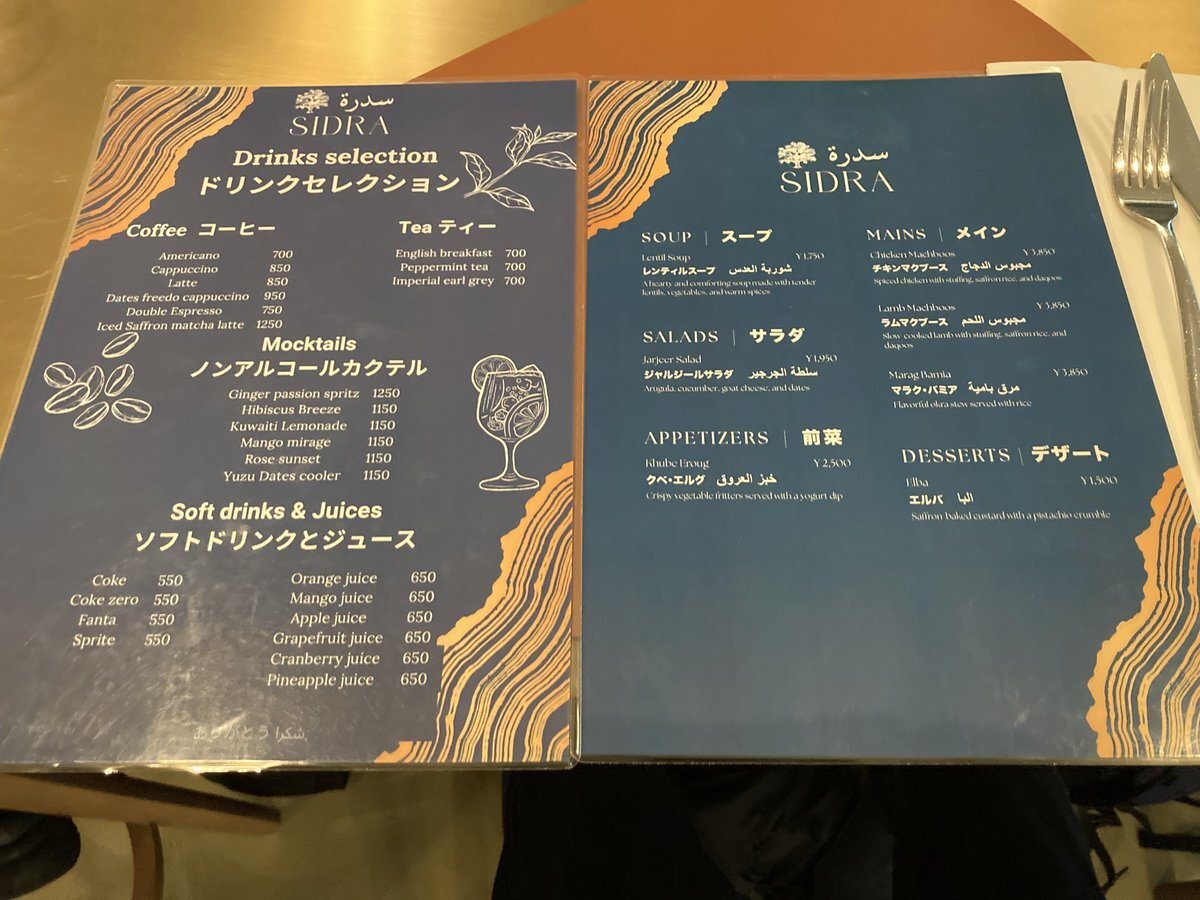 سدرة
SIDRA
Drinks selection
ドリンクセレクション
Coffee コーヒー
Americano 700
Cappuccino 850
Latte 850
Dates freedo cappuccino 950
Double Espresso 750
Iced Saffron matcha latte 1250
Tea ティー
English breakfast 700
Peppermint tea 700
Imperial earl grey 700
Mocktails
ノンアルコールカクテル
Ginger passion spritz 1250
Hibiscus Breeze 1150
Kuwaiti Lemonade 1150
Mango mirage 1150
Rose sunset 1150
Yuzu Dates cooler 1150
Soft drinks & Juices
ソフトドリンクとジュース
Coke 550
Coke zero 550
Fanta 550
Sprite 550
Orange juice 650
Mango juice 650
Apple juice 650
Grapefruit juice 650
Cranberry juice 650
Pineapple juice 650
ありがとう شكرا
سدرة
SIDRA
SOUP | スープ
Lentil Soup ¥1,750
レンティルスープ شوربة العدس
A hearty and comforting soup made with tender
lentils, vegetables, and warm spices
SALADS | サラダ
Jarjeer Salad ¥1,950
ジャルジールサラダ سلطة الجرجير
Arugula, cucumber, goat cheese, and dates
APPETIZERS | 前菜
Khubz Eroug ¥2,500
クベ・エルグ خبز العروق
Crispy vegetable fritters served with a yogurt dip
MAINS | メイン
Chicken Machboos ¥3,850
チキンマクブース مجبوس الدجاج
Spiced chicken with stuffing, saffron rice, and daqoos
Lamb Machboos ¥3,850
ラムマクブース مجبوس اللحم
Slow-cooked lamb with stuffing, saffron rice, and
daqoos
Marag Bamia ¥3,850
マラク・バミア مرق بامية
Flavorful okra stew served with rice
DESSERTS | デザート
Elba ¥1,500
エルバ البا
Saffron-baked custard with a pistachio crumble